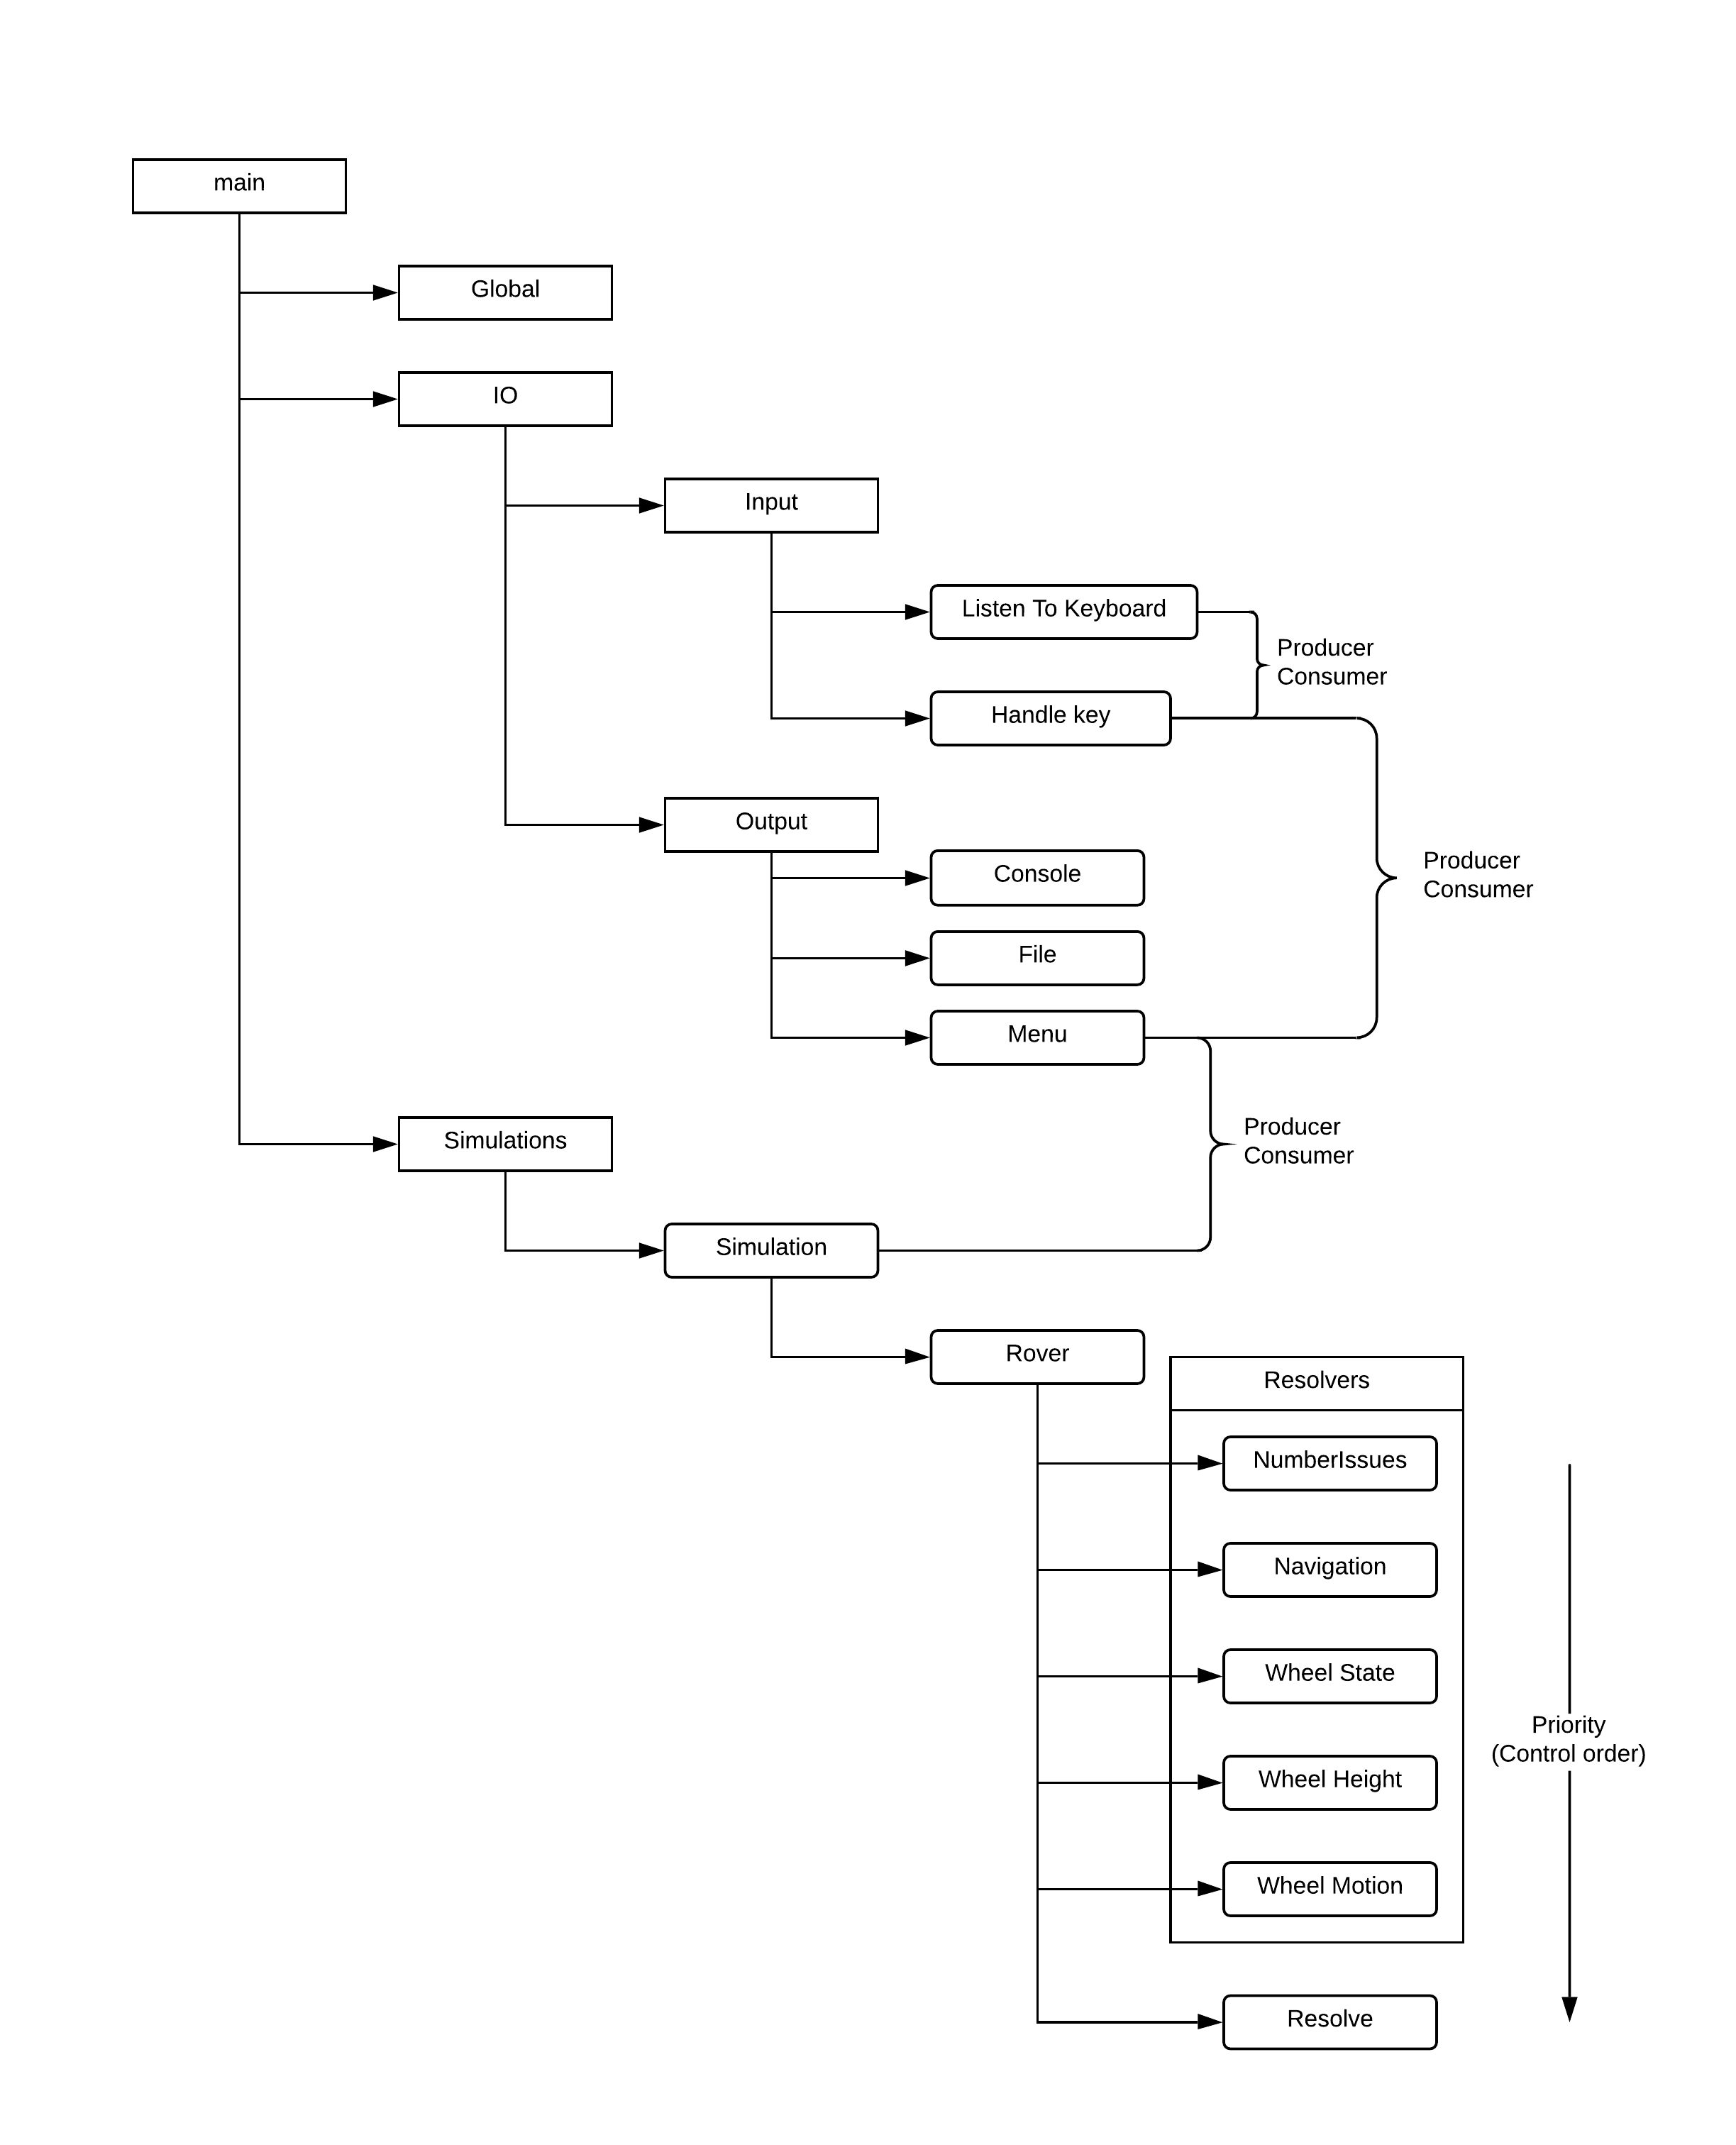 main
Global
IO
Input
Listen To Keyboard
Producer
Consumer
Handle key
Output
Console
Producer
Consumer
File
Menu
Simulations
Producer
Consumer
Simulation
Rover
Resolvers
NumberIssues
Navigation
Wheel State
Priority
(Control order)
Wheel Height
Wheel Motion
Resolve